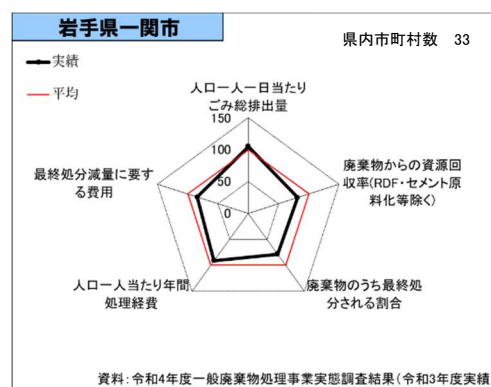 岩手県一関市
県内市町村数 33
実績
平均
人口一人一日当たり
ごみ総排出量
150
100
50
0
廃棄物からの資源回
収率(RDF・セメント原
料化等除く)
最終処分減量に要す
る費用
人口一人当たり年間
処理経費
廃棄物のうち最終処
分される割合
資料：令和4年度一般廃棄物処理事業実態調査結果(令和3年度実績